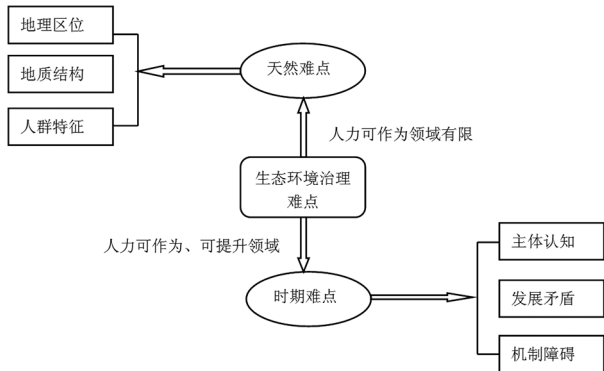 地理区位
地质结构
人群特征
天然难点
人力可作为领域有限
生态环境治理
难点
人力可作为、可提升领域
时期难点
主体认知
发展矛盾
机制障碍